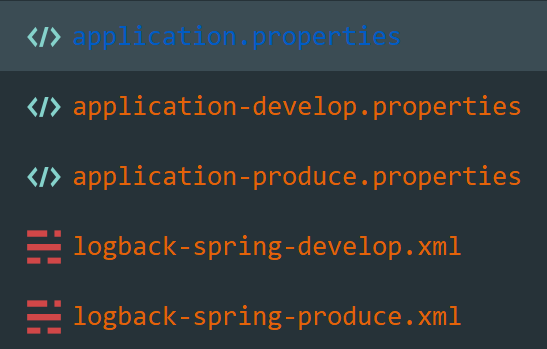 application.properties
application-develop.properties
application-produce.properties
logback-spring-develop.xml
logback-spring-produce.xml